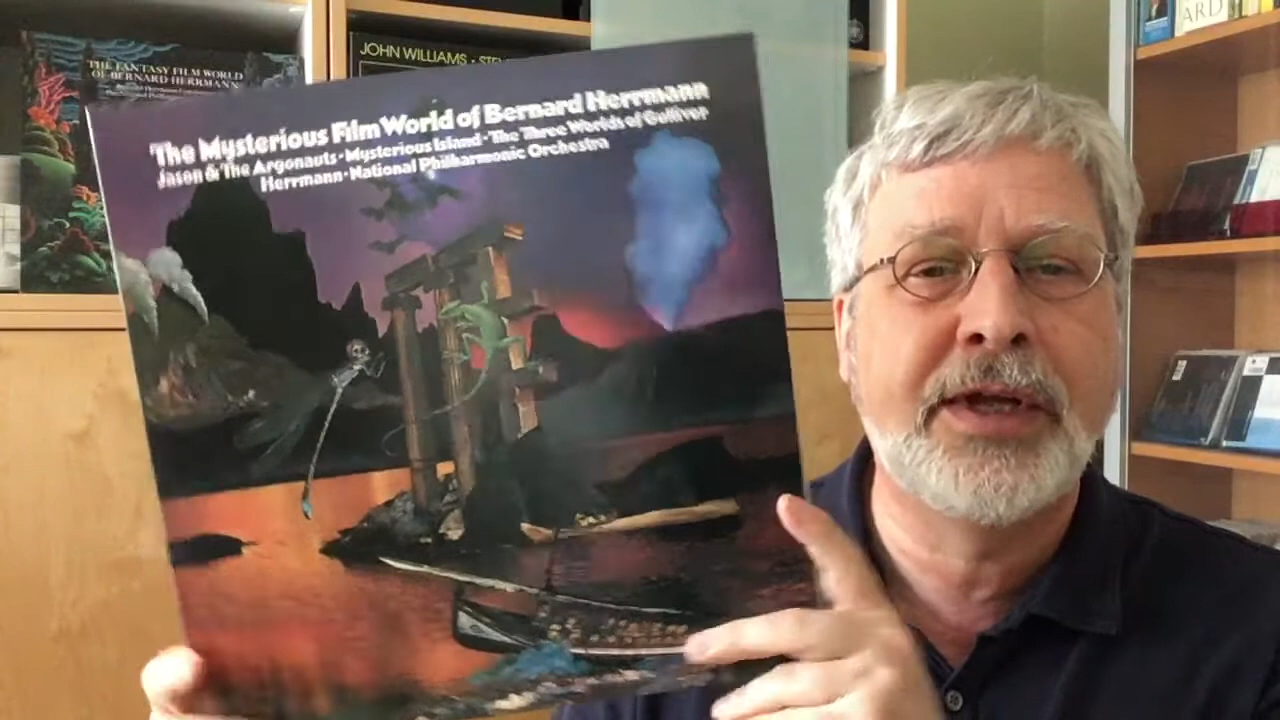 THE FANTASY FILM WORLD
OF BERNARD HERRMANN
JOHN WILLIAMS ·
The Mysterious Film World of Bernard Herrmann
Jason & The Argonauts · Mysterious Island · The Three Worlds of Gulliver
Herrmann · National Philharmonic Orchestra
ARD